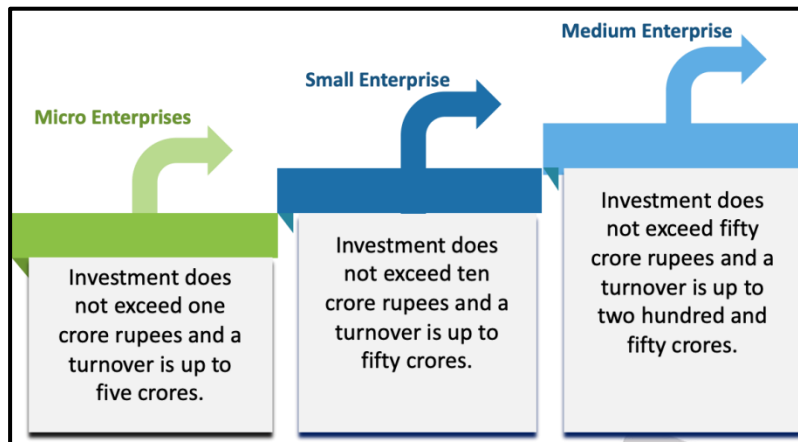 Micro Enterprises
Investment does
not exceed one
crore rupees and a
turnover is up to
five crores.
Small Enterprise
Investment does
not exceed ten
crore rupees and a
turnover is up to
fifty crores.
Medium Enterprise
Investment does
not exceed fifty
crore rupees and a
turnover is up to
two hundred and
fifty crores.